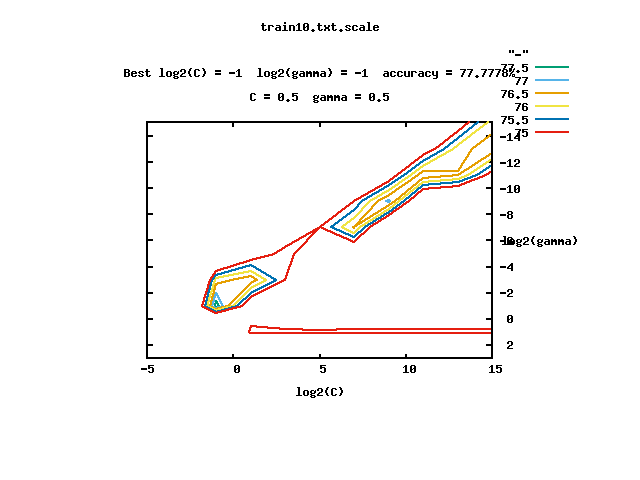 train10.txt.scale
"-"
Best log2(C) = -1 log2(gamma) = -1 accuracy = 77.7778%
77.5
77
C = 0.5 gamma = 0.5
76.5
76
75.5
75
-14
-12
-10
-8
-6
log2(gamma)
-4
-2
0
2
-5 0 5 10 15
log2(C)